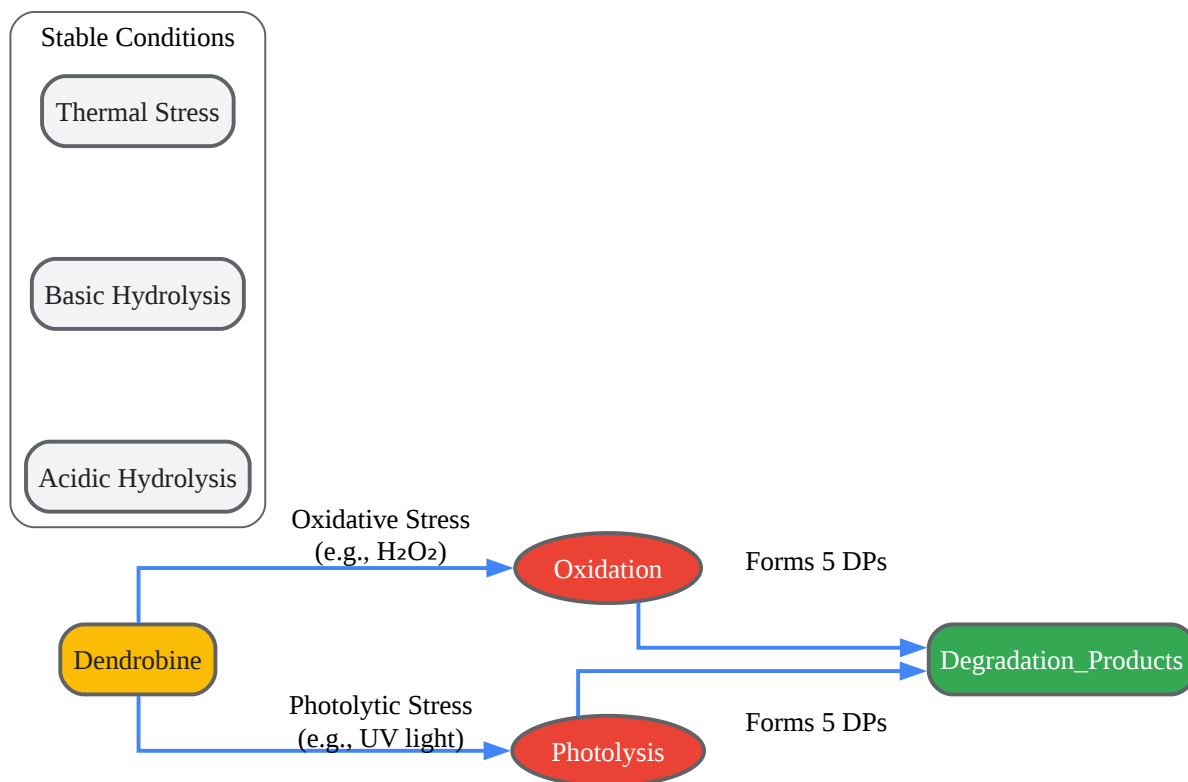 Stable Conditions
Thermal Stress
Basic Hydrolysis
Acidic Hydrolysis
Oxidative Stress
(e.g., H₂O₂)
Oxidation
Forms 5 DPs
Dendrobine
Degradation_Products
Photolytic Stress
(e.g., UV light)
Photolysis
Forms 5 DPs